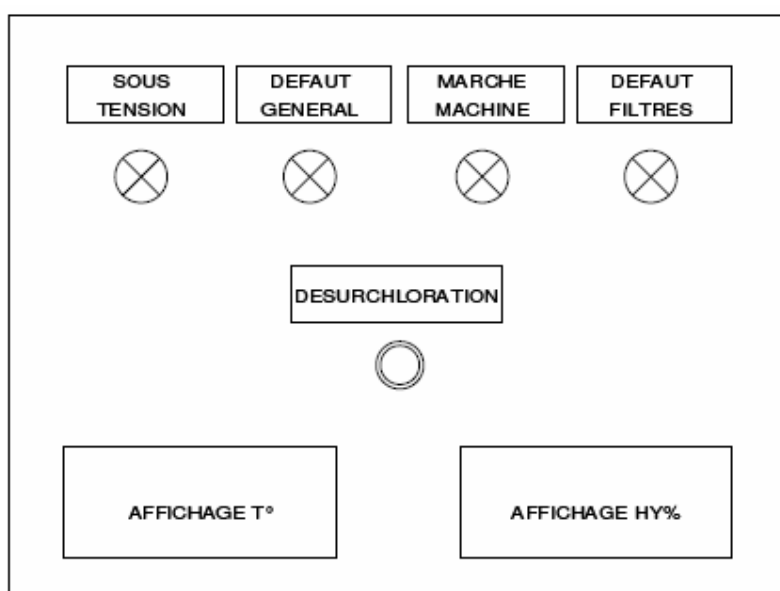 SOUS
TENSION
DEFAUT
GENERAL
MARCHE
MACHINE
DEFAUT
FILTRES
DESURCHLORATION
AFFICHAGE T°
AFFICHAGE HY%